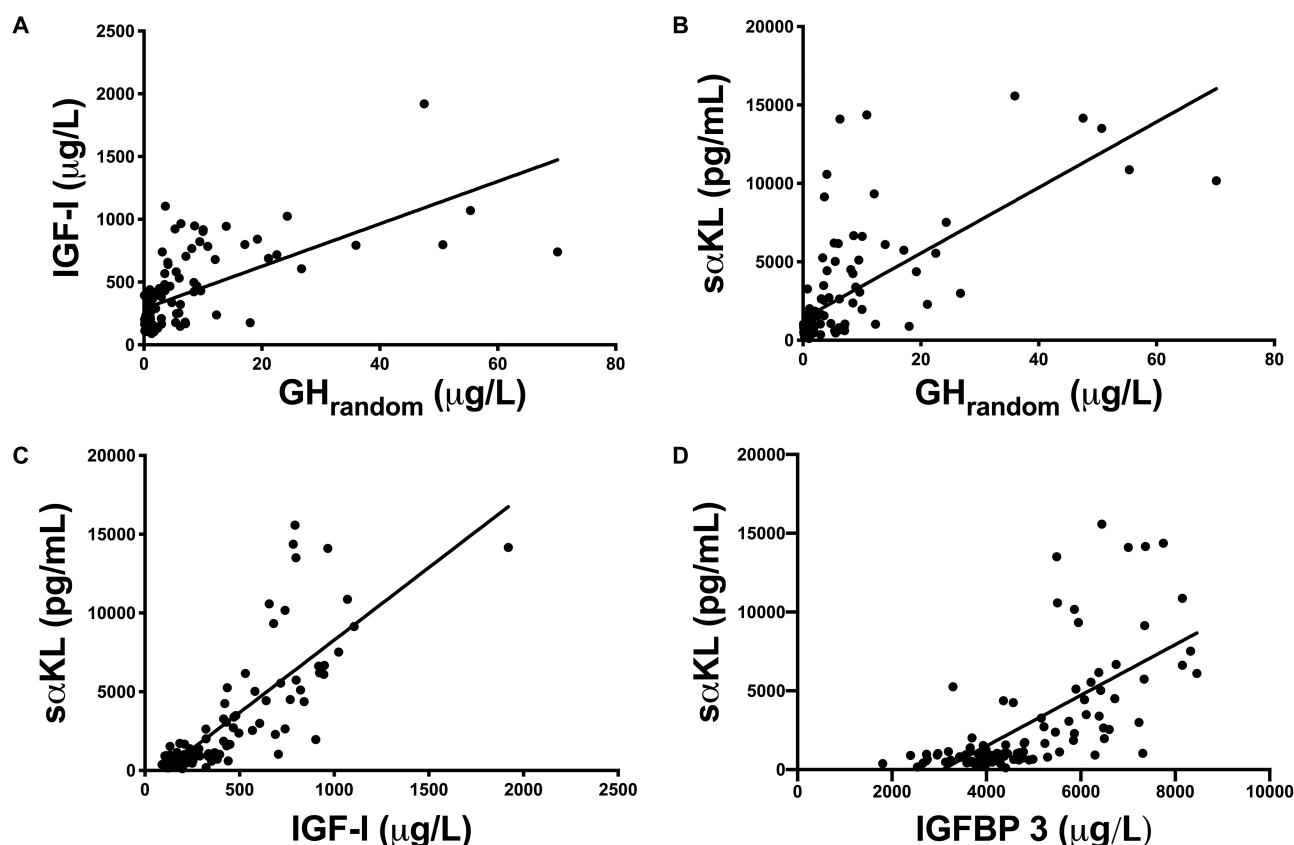 A
IGF-I (μg/L)
2500
2000
1500
1000
500
0
0 20 40 60 80
GHrandom (μg/L)
B
sαKL (pg/mL)
20000
15000
10000
5000
0
0 20 40 60 80
GHrandom (μg/L)
C
sαKL (pg/mL)
20000
15000
10000
5000
0
0 500 1000 1500 2000 2500
IGF-I (μg/L)
D
sαKL (pg/mL)
20000
15000
10000
5000
0
0 2000 4000 6000 8000 10000
IGFBP 3 (μg/L)